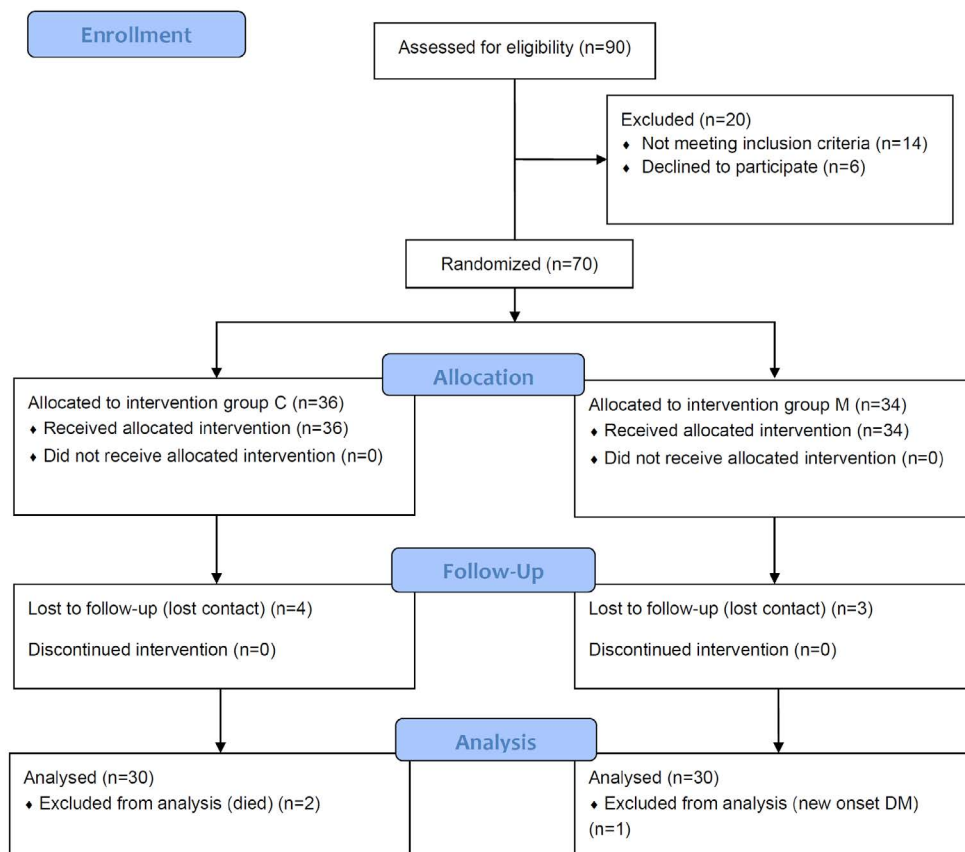 Enrollment
Assessed for eligibility (n=90)
Excluded (n=20)
♦ Not meeting inclusion criteria (n=14)
♦ Declined to participate (n=6)
Randomized (n=70)
Allocation
Allocated to intervention group C (n=36)
♦ Received allocated intervention (n=36)
♦ Did not receive allocated intervention (n=0)
Allocated to intervention group M (n=34)
♦ Received allocated intervention (n=34)
♦ Did not receive allocated intervention (n=0)
Follow-Up
Lost to follow-up (lost contact) (n=4)
Discontinued intervention (n=0)
Lost to follow-up (lost contact) (n=3)
Discontinued intervention (n=0)
Analysis
Analysed (n=30)
♦ Excluded from analysis (died) (n=2)
Analysed (n=30)
♦ Excluded from analysis (new onset DM)
(n=1)